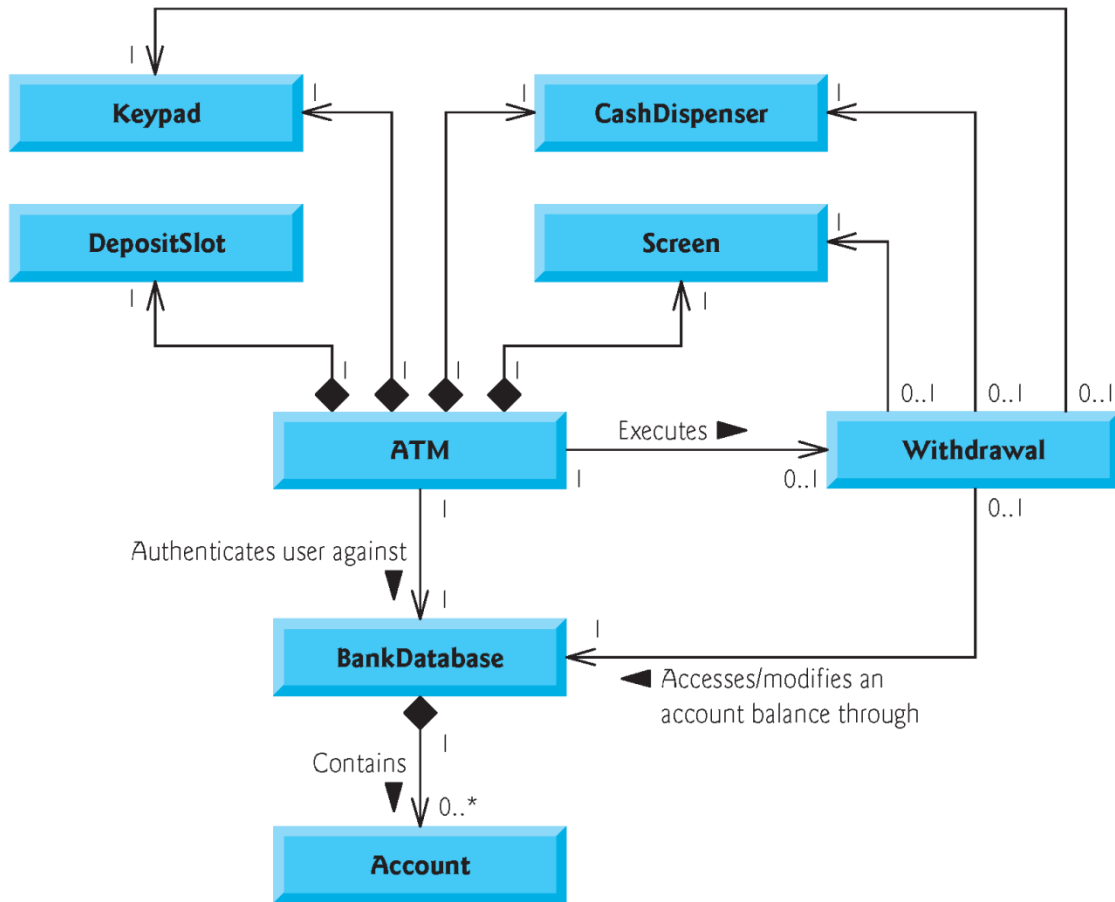 1
1
1
1
Keypad
CashDispenser
1
DepositSlot
Screen
1
1
1
1
1
1
0..1
0..1
0..1
Executes
ATM
Withdrawal
1
0..1
1
0..1
Authenticates user against
1
1
BankDatabase
Accesses/modifies an
account balance through
1
Contains
0..*
Account